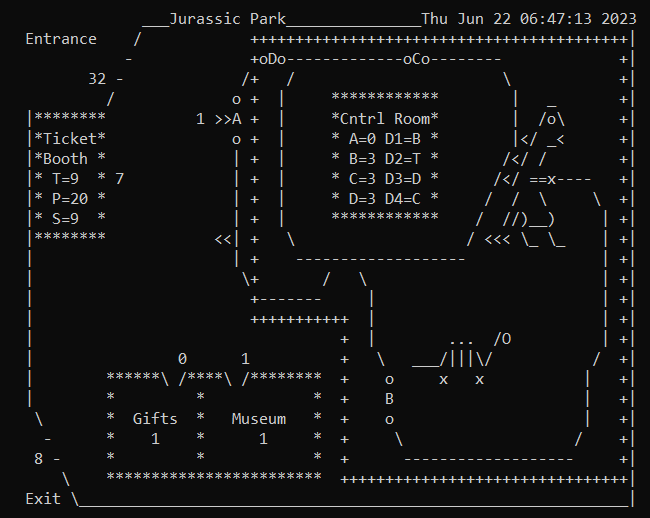 ___Jurassic Park_______________Thu Jun 22 06:47:13 2023
Entrance    /            ++++++++++++++++++++++++++++++++++++++++++|
           -             +oDo-------------oCo--------             +|
       32 -             /+   /                       \            +|
         /             o +  |     ************        |   _       +|
|********          1 >>A +  |     *Cntrl Room*        |  /o\      +|
|*Ticket*              o +  |     * A=0 D1=B *        |</ _<      +|
|*Booth *              | +  |     * B=3 D2=T *       /</ /        +|
|* T=9  * 7            | +  |     * C=3 D3=D *      /</ ==x----   +|
|* P=20 *              | +  |     * D=3 D4=C *     /  /  \     \  +|
|* S=9  *              | +  |     ************    /  //)__)     | +|
|********            <<| +   \                   / <<< \_ \_    | +|
|                      | +    -------------------               | +|
|                       \+       /   \                          | +|
|                        +-------     |                         | +|
|                        +++++++++++  |                         | +|
|                                  +  |        ...  /O          | +|
|                0      1          +   \   ___/|||\/           /  +|
|        ******\ /****\ /********  +    o     x   x           |   +|
|        *         *            *  +    B                     |   +|
 \       *  Gifts  *   Museum   *  +    o                     |   +|
  -      *    1    *     1      *  +     \                   /    +|
 8 -     *         *            *  +      -------------------     +|
    \    ************************  ++++++++++++++++++++++++++++++++|
Exit \_____________________________________________________________|